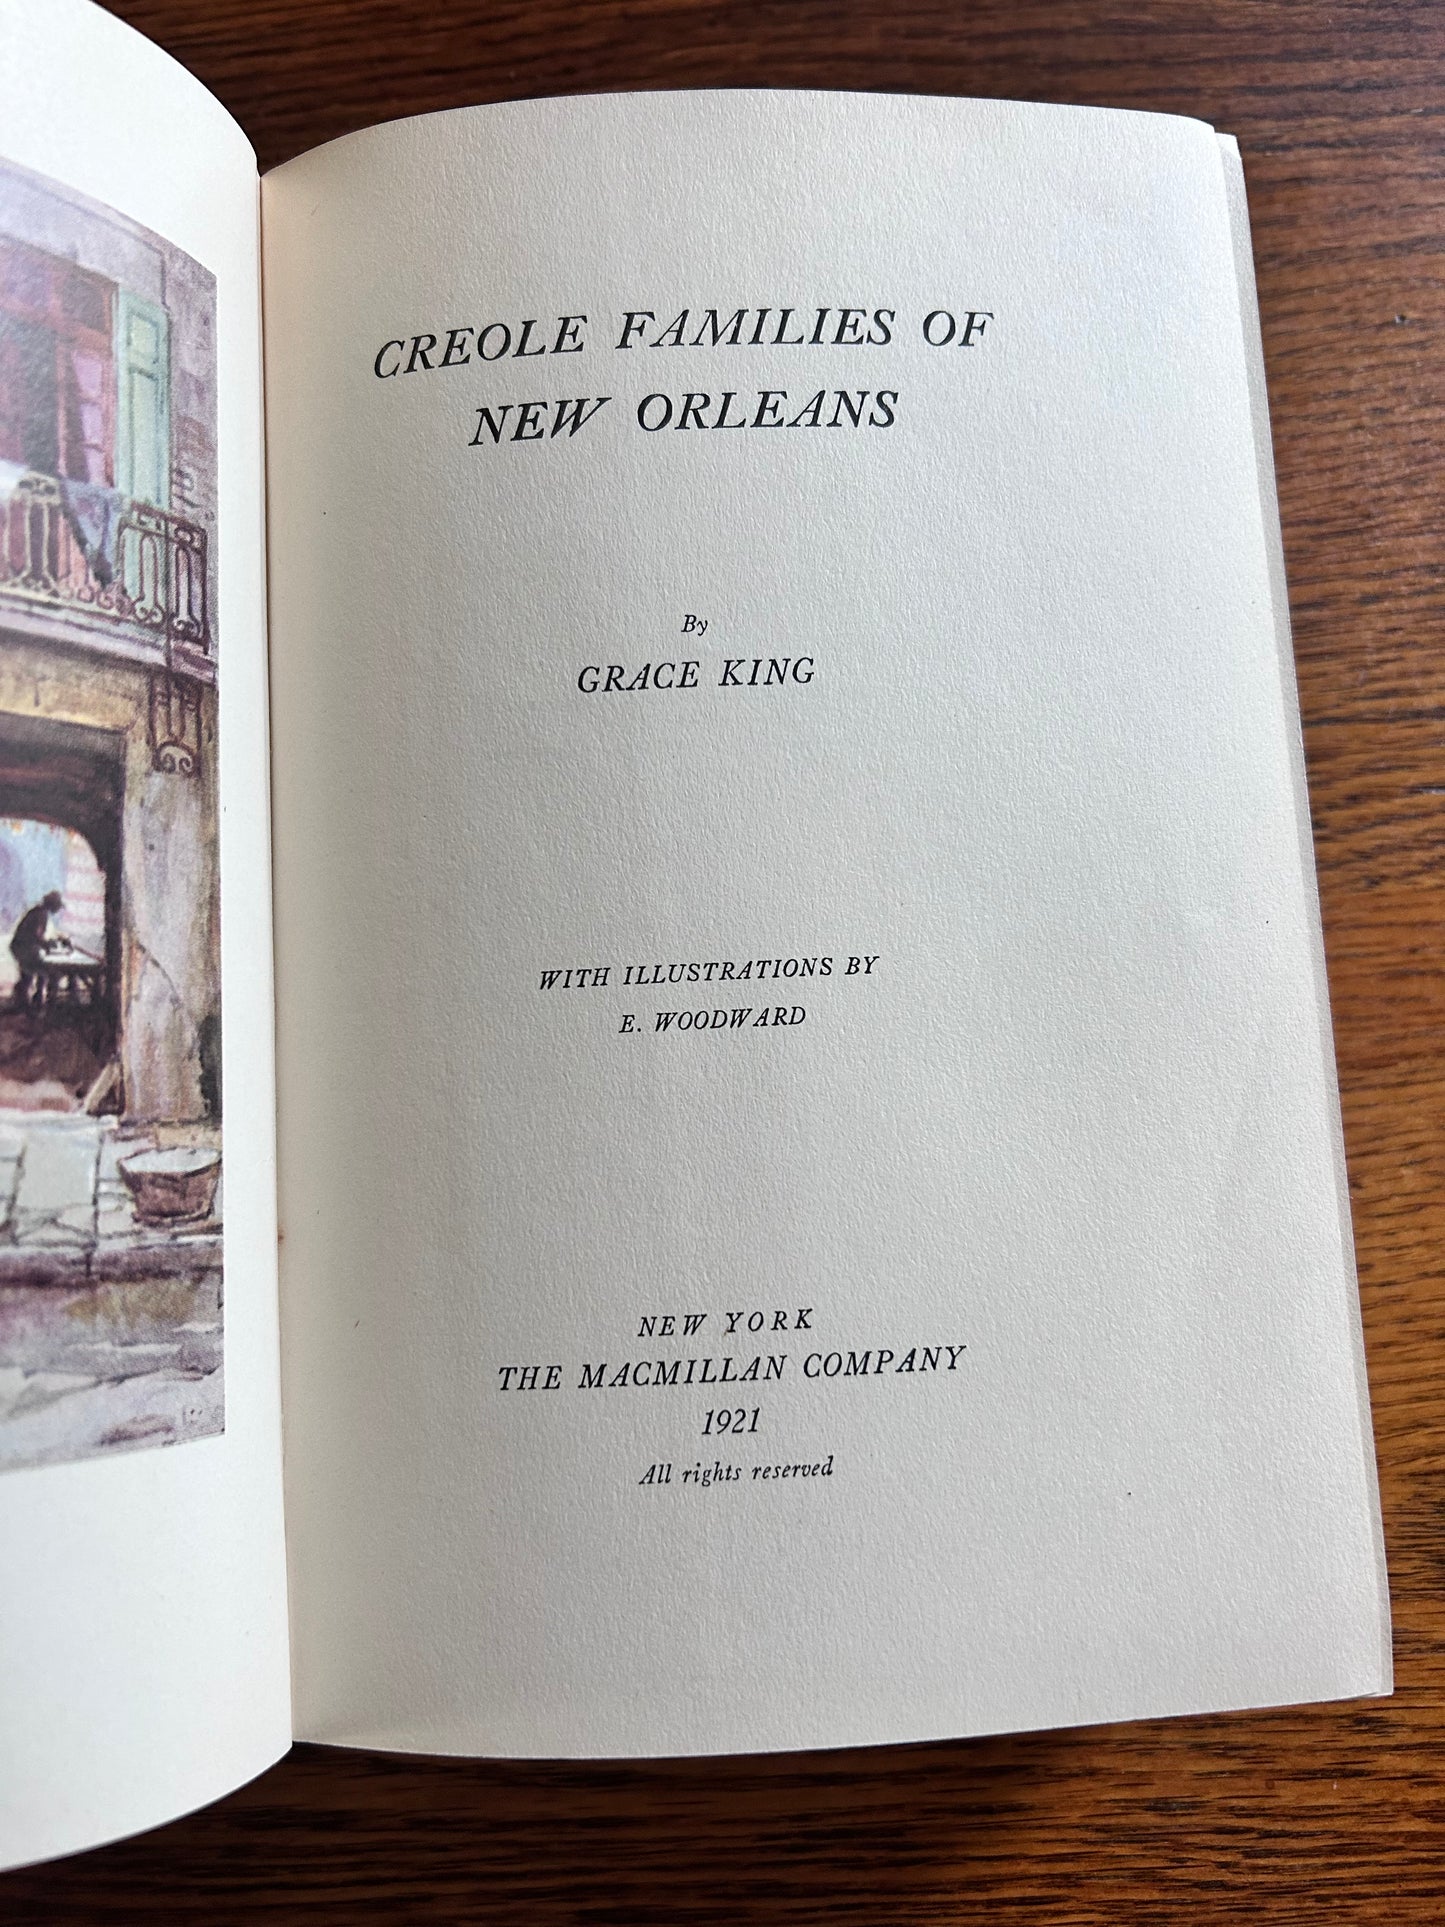 CREOLE FAMILIES OF
NEW ORLEANS
By
GRACE KING
WITH ILLUSTRATIONS BY
E. WOODWARD
NEW YORK
THE MACMILLAN COMPANY
1921
All rights reserved